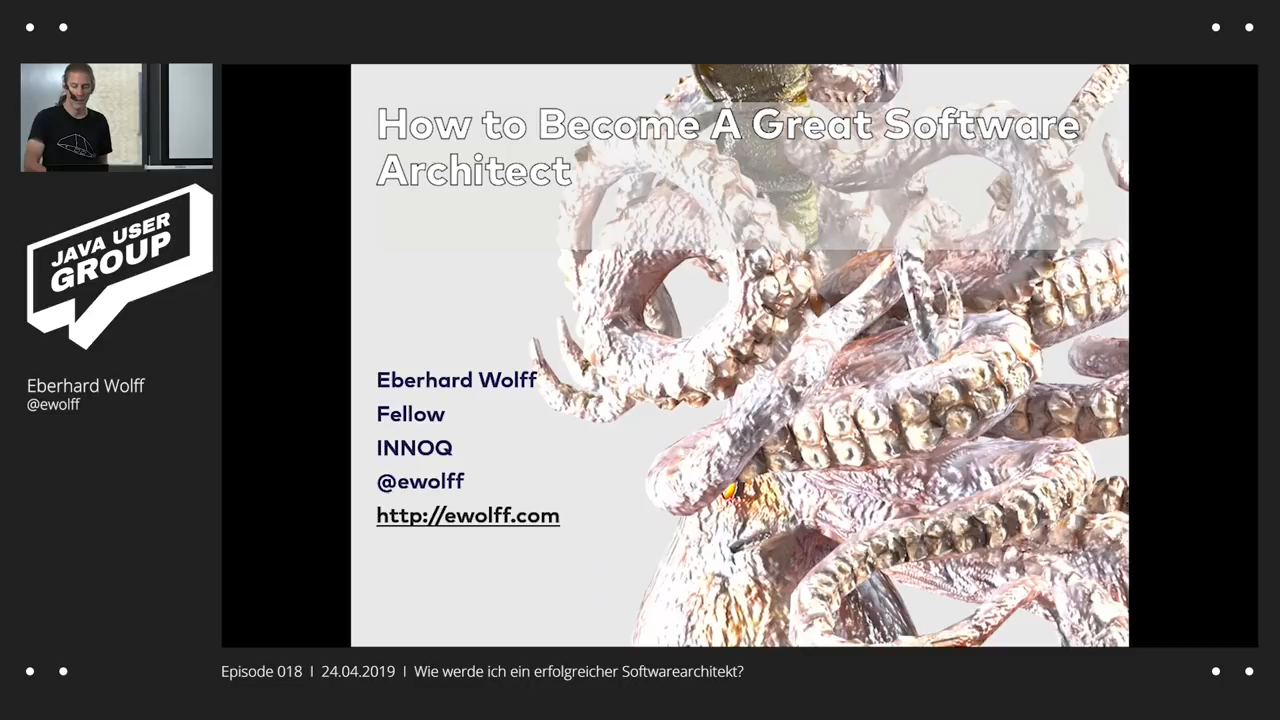 How to Become A Great Software
Architect
JAVA USER
GROUP
Eberhard Wolff
@ewolff
Eberhard Wolff
Fellow
INNOQ
@ewolff
http://ewolff.com
Episode 018 I 24.04.2019 I Wie werde ich ein erfolgreicher Softwarearchitekt?